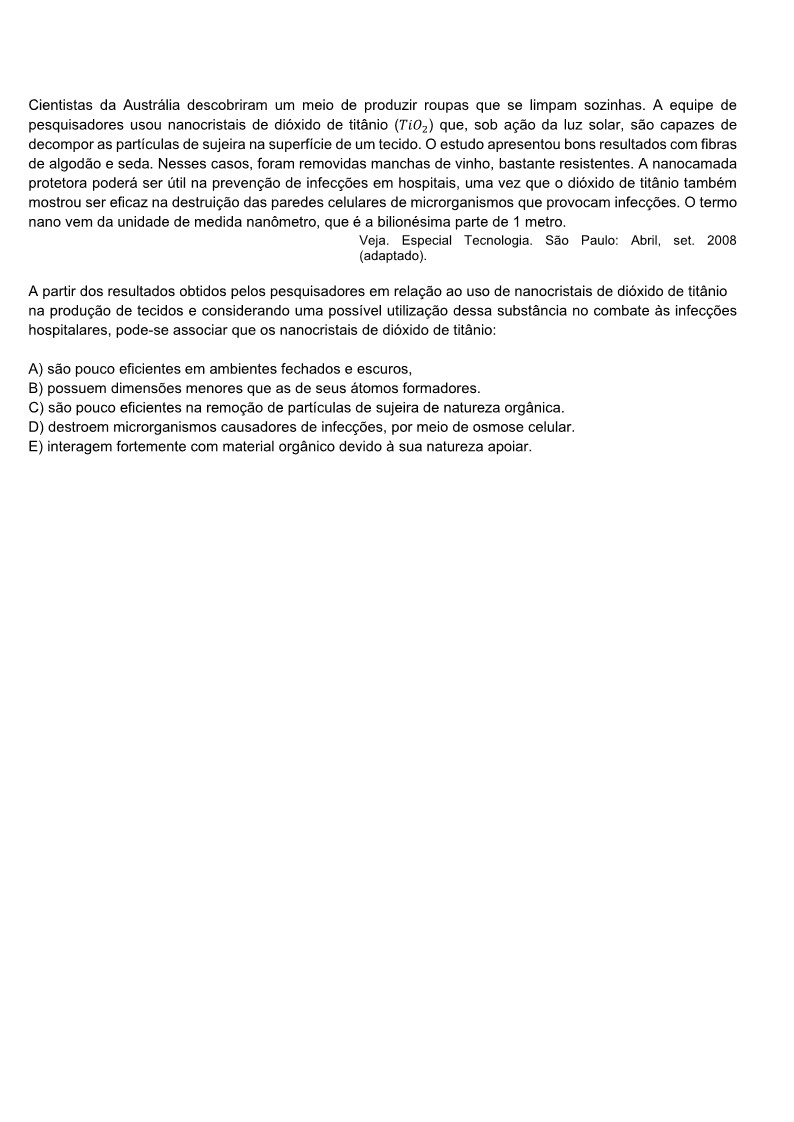 Cientistas da Austrália descobriram um meio de produzir roupas que se limpam sozinhas. A equipe de
pesquisadores usou nanocristais de dióxido de titânio (TiO₂) que, sob ação da luz solar, são capazes de
decompor as partículas de sujeira na superfície de um tecido. O estudo apresentou bons resultados com fibras
de algodão e seda. Nesses casos, foram removidas manchas de vinho, bastante resistentes. A nanocamada
protetora poderá ser útil na prevenção de infecções em hospitais, uma vez que o dióxido de titânio também
mostrou ser eficaz na destruição das paredes celulares de microrganismos que provocam infecções. O termo
nano vem da unidade de medida nanômetro, que é a bilionésima parte de 1 metro.
Veja. Especial Tecnologia. São Paulo: Abril, set. 2008
(adaptado).
A partir dos resultados obtidos pelos pesquisadores em relação ao uso de nanocristais de dióxido de titânio
na produção de tecidos e considerando uma possível utilização dessa substância no combate às infecções
hospitalares, pode-se associar que os nanocristais de dióxido de titânio:
A) são pouco eficientes em ambientes fechados e escuros,
B) possuem dimensões menores que as de seus átomos formadores.
C) são pouco eficientes na remoção de partículas de sujeira de natureza orgânica.
D) destroem microrganismos causadores de infecções, por meio de osmose celular.
E) interagem fortemente com material orgânico devido à sua natureza apoiar.